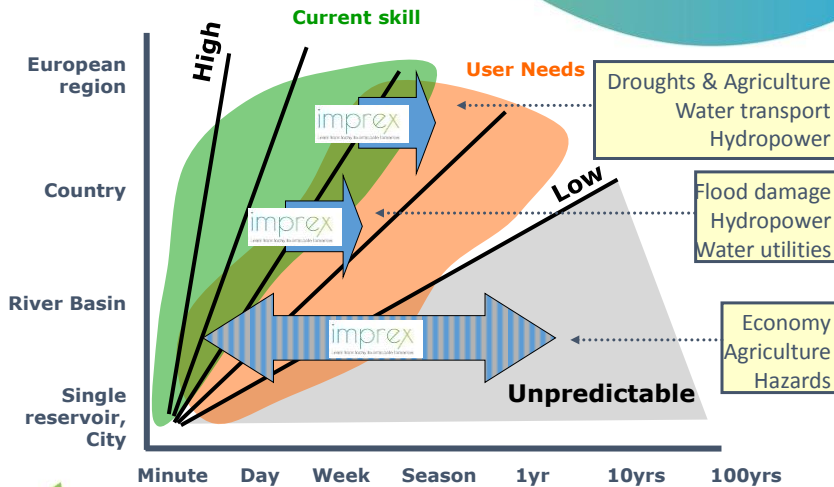 Current skill
High
European
region
User Needs
Droughts & Agriculture
Water transport
Hydropower
imprex
Country
Low
Flood damage
Hydropower
Water utilities
imprex
River Basin
imprex
Economy
Agriculture
Hazards
Unpredictable
Single
reservoir,
City
Minute Day Week Season 1yr 10yrs 100yrs